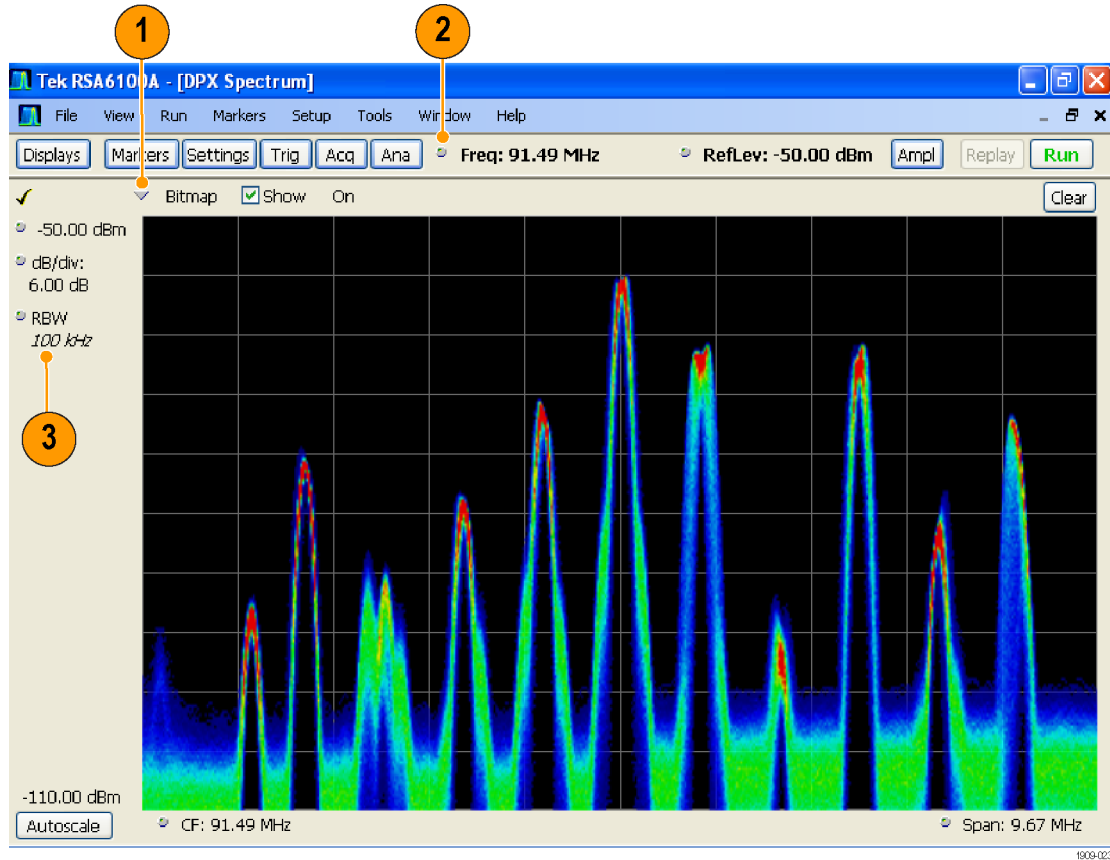 1
2
Tek RSA6100A - [DPX Spectrum]
File View Run Markers Setup Tools Window Help
Displays Markers Settings Trig Acq Ana Freq: 91.49 MHz RefLev: -50.00 dBm Ampl Replay Run
Bitmap Show On Clear
-50.00 dBm
dB/div:
6.00 dB
RBW
100 kHz
3
-110.00 dBm
Autoscale CF: 91.49 MHz Span: 9.67 MHz
1909-023